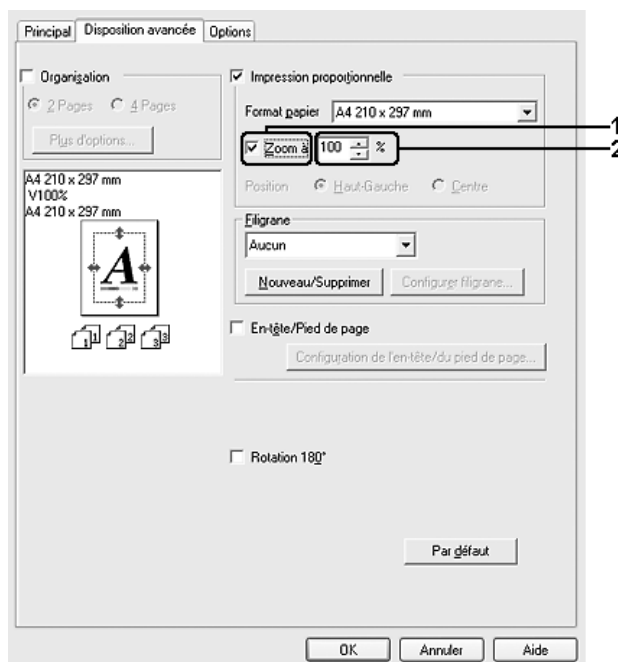 Principal Disposition avancée Options
Organisation
2 Pages 4 Pages
Plus d'options...
A4 210 x 297 mm
V100%
A4 210 x 297 mm
A
1 2 3
Impression proportionnelle
Format papier A4 210 x 297 mm
Zoom à 100 %
1
2
Position Haut-Gauche Centre
Filigrane
Aucun
Nouveau/Supprimer Configurer filigrane...
En-tête/Pied de page
Configuration de l'en-tête/du pied de page...
Rotation 180°
Par défaut
OK Annuler Aide